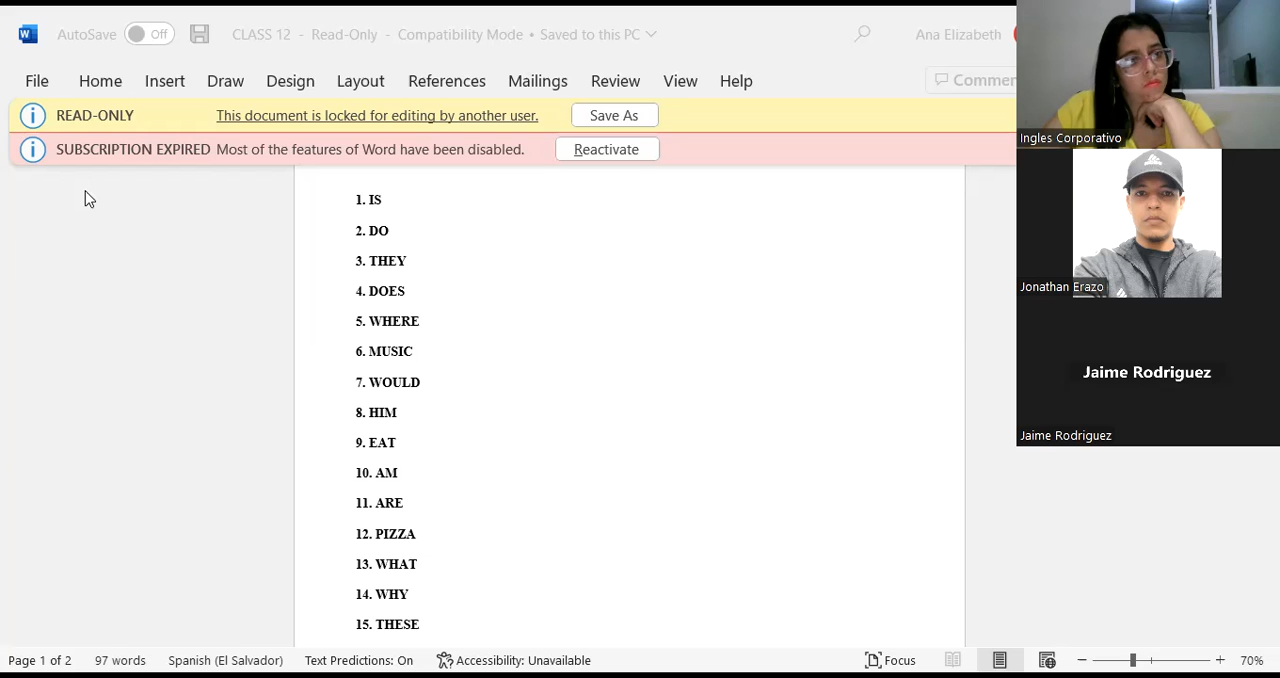 AutoSave Off CLASS 12 - Read-Only - Compatibility Mode • Saved to this PC Ana Elizabeth
File Home Insert Draw Design Layout References Mailings Review View Help Commen
READ-ONLY This document is locked for editing by another user. Save As
SUBSCRIPTION EXPIRED Most of the features of Word have been disabled. Reactivate
1. IS
2. DO
3. THEY
4. DOES
5. WHERE
6. MUSIC
7. WOULD
8. HIM
9. EAT
10. AM
11. ARE
12. PIZZA
13. WHAT
14. WHY
15. THESE
Page 1 of 2 97 words Spanish (El Salvador) Text Predictions: On Accessibility: Unavailable Focus 70%
Ingles Corporativo
Jonathan Erazo
Jaime Rodriguez
Jaime Rodriguez